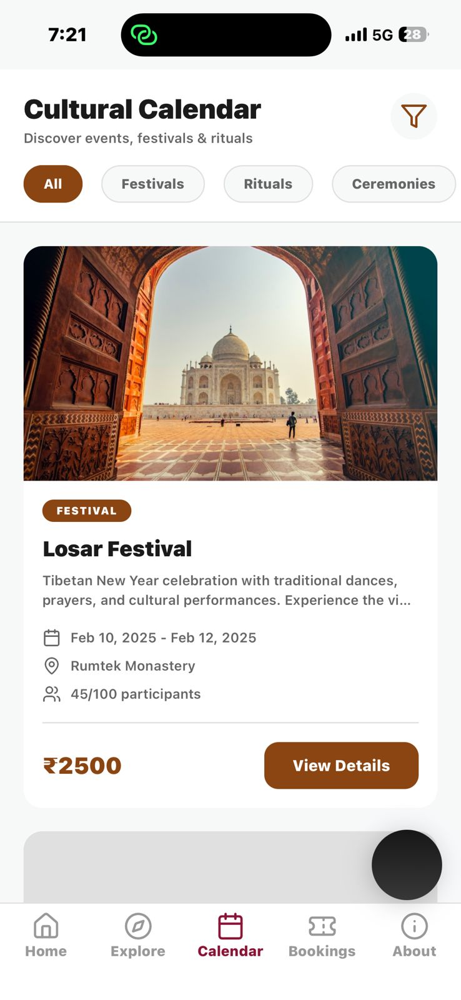 7:21
5G
28
Cultural Calendar
Discover events, festivals & rituals
All
Festivals
Rituals
Ceremonies
FESTIVAL
Losar Festival
Tibetan New Year celebration with traditional dances,
prayers, and cultural performances. Experience the vi...
Feb 10, 2025 - Feb 12, 2025
Rumtek Monastery
45/100 participants
₹2500
View Details
Home
Explore
Calendar
Bookings
About